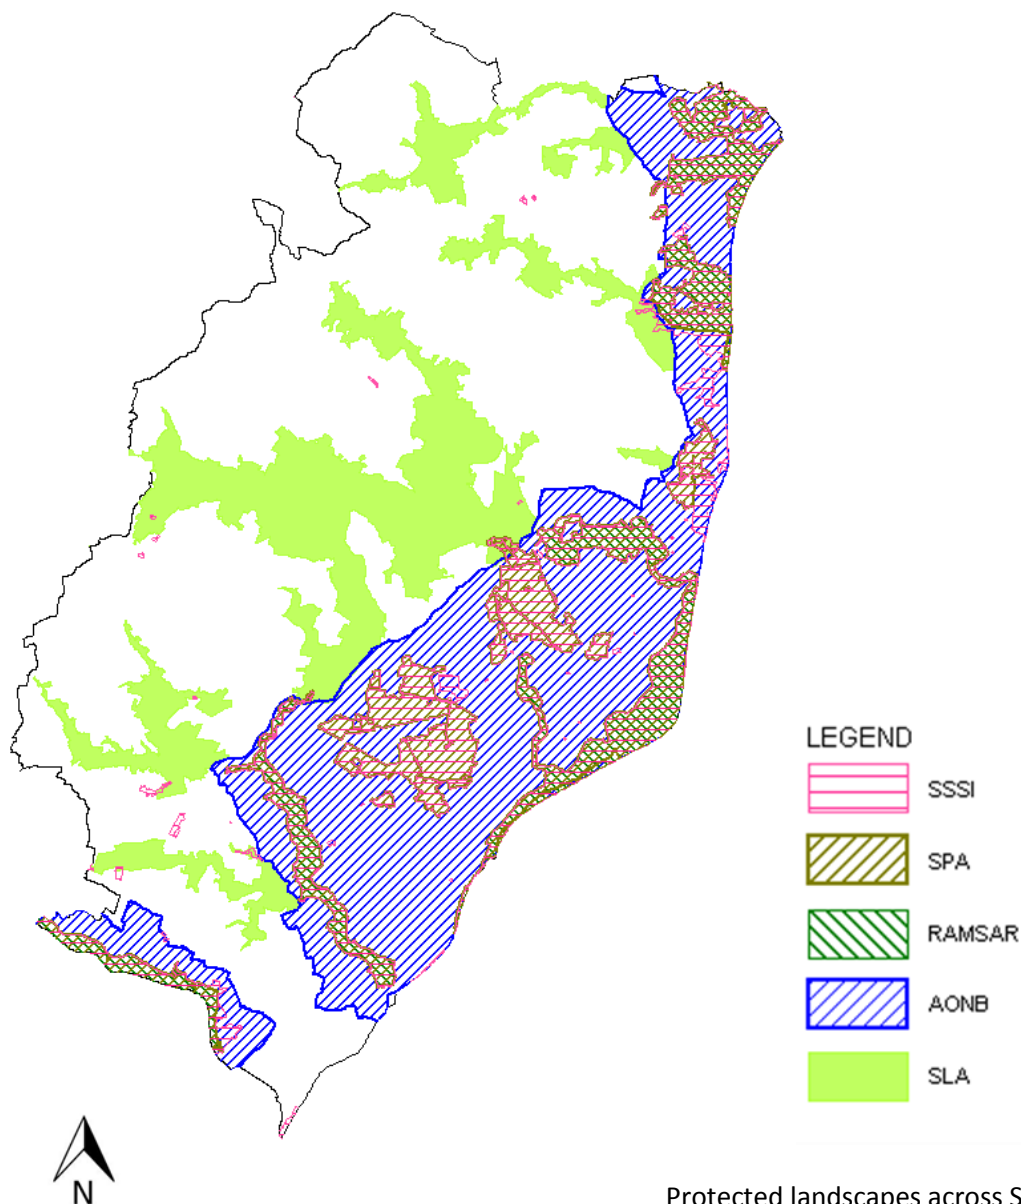 LEGEND
SSSI
SPA
RAMSAR
AONB
SLA
N
Protected landscapes across S